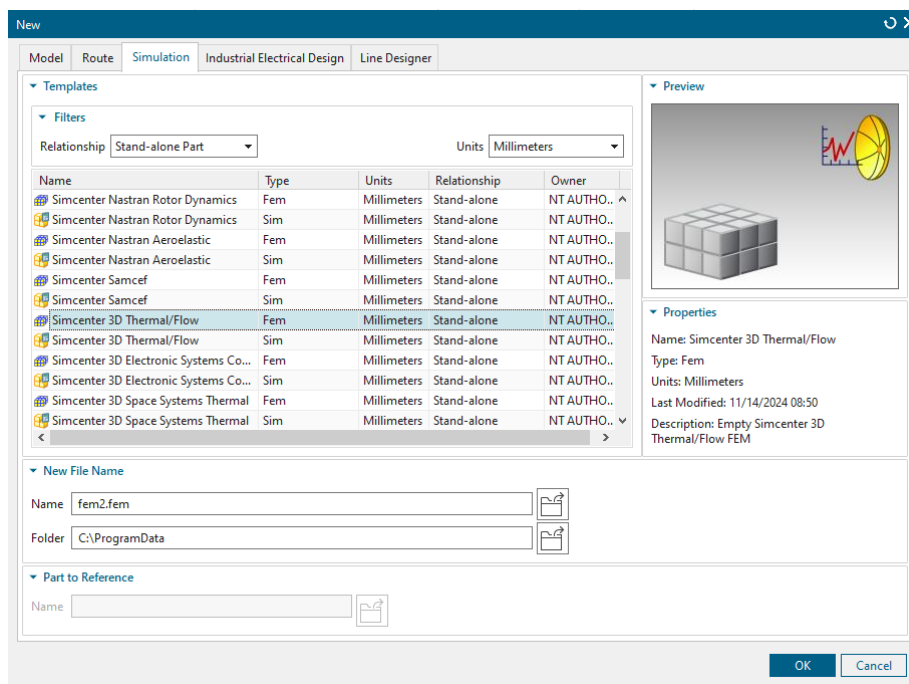 New
Model Route Simulation Industrial Electrical Design Line Designer
Templates
Filters
Relationship Stand-alone Part Units Millimeters
Name Type Units Relationship Owner
Simcenter Nastran Rotor Dynamics Fem Millimeters Stand-alone NT AUTHO..
Simcenter Nastran Rotor Dynamics Sim Millimeters Stand-alone NT AUTHO..
Simcenter Nastran Aeroelastic Fem Millimeters Stand-alone NT AUTHO..
Simcenter Nastran Aeroelastic Sim Millimeters Stand-alone NT AUTHO..
Simcenter Samcef Fem Millimeters Stand-alone NT AUTHO..
Simcenter Samcef Sim Millimeters Stand-alone NT AUTHO..
Simcenter 3D Thermal/Flow Fem Millimeters Stand-alone NT AUTHO..
Simcenter 3D Thermal/Flow Sim Millimeters Stand-alone NT AUTHO..
Simcenter 3D Electronic Systems Co... Fem Millimeters Stand-alone NT AUTHO..
Simcenter 3D Electronic Systems Co... Sim Millimeters Stand-alone NT AUTHO..
Simcenter 3D Space Systems Thermal Fem Millimeters Stand-alone NT AUTHO..
Simcenter 3D Space Systems Thermal Sim Millimeters Stand-alone NT AUTHO..
Preview
Properties
Name: Simcenter 3D Thermal/Flow
Type: Fem
Units: Millimeters
Last Modified: 11/14/2024 08:50
Description: Empty Simcenter 3D
Thermal/Flow FEM
New File Name
Name fem2.fem
Folder C:\ProgramData
Part to Reference
Name
OK Cancel